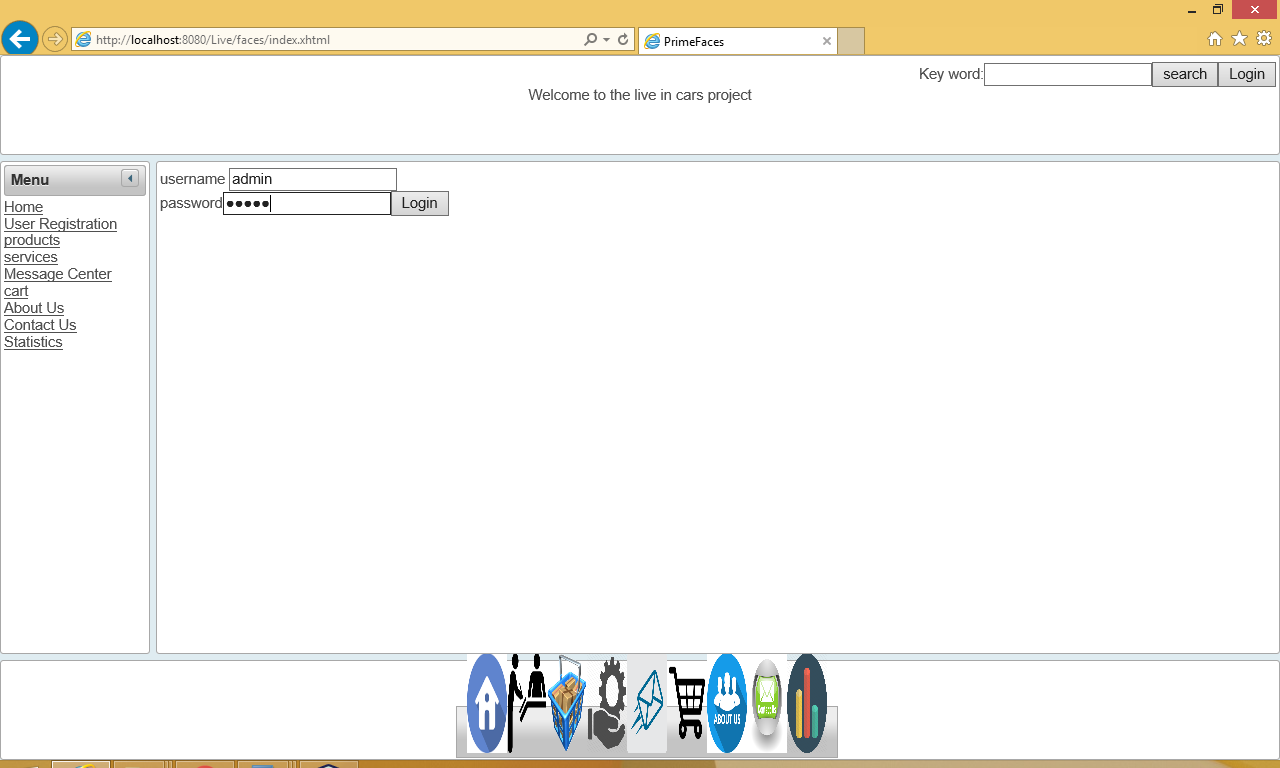 http://localhost:8080/Live/faces/index.xhtml
PrimeFaces
Key word: search Login
Welcome to the live in cars project
Menu
Home
User Registration
products
services
Message Center
cart
About Us
Contact Us
Statistics
username admin
password ●●●●● Login
ABOUT US